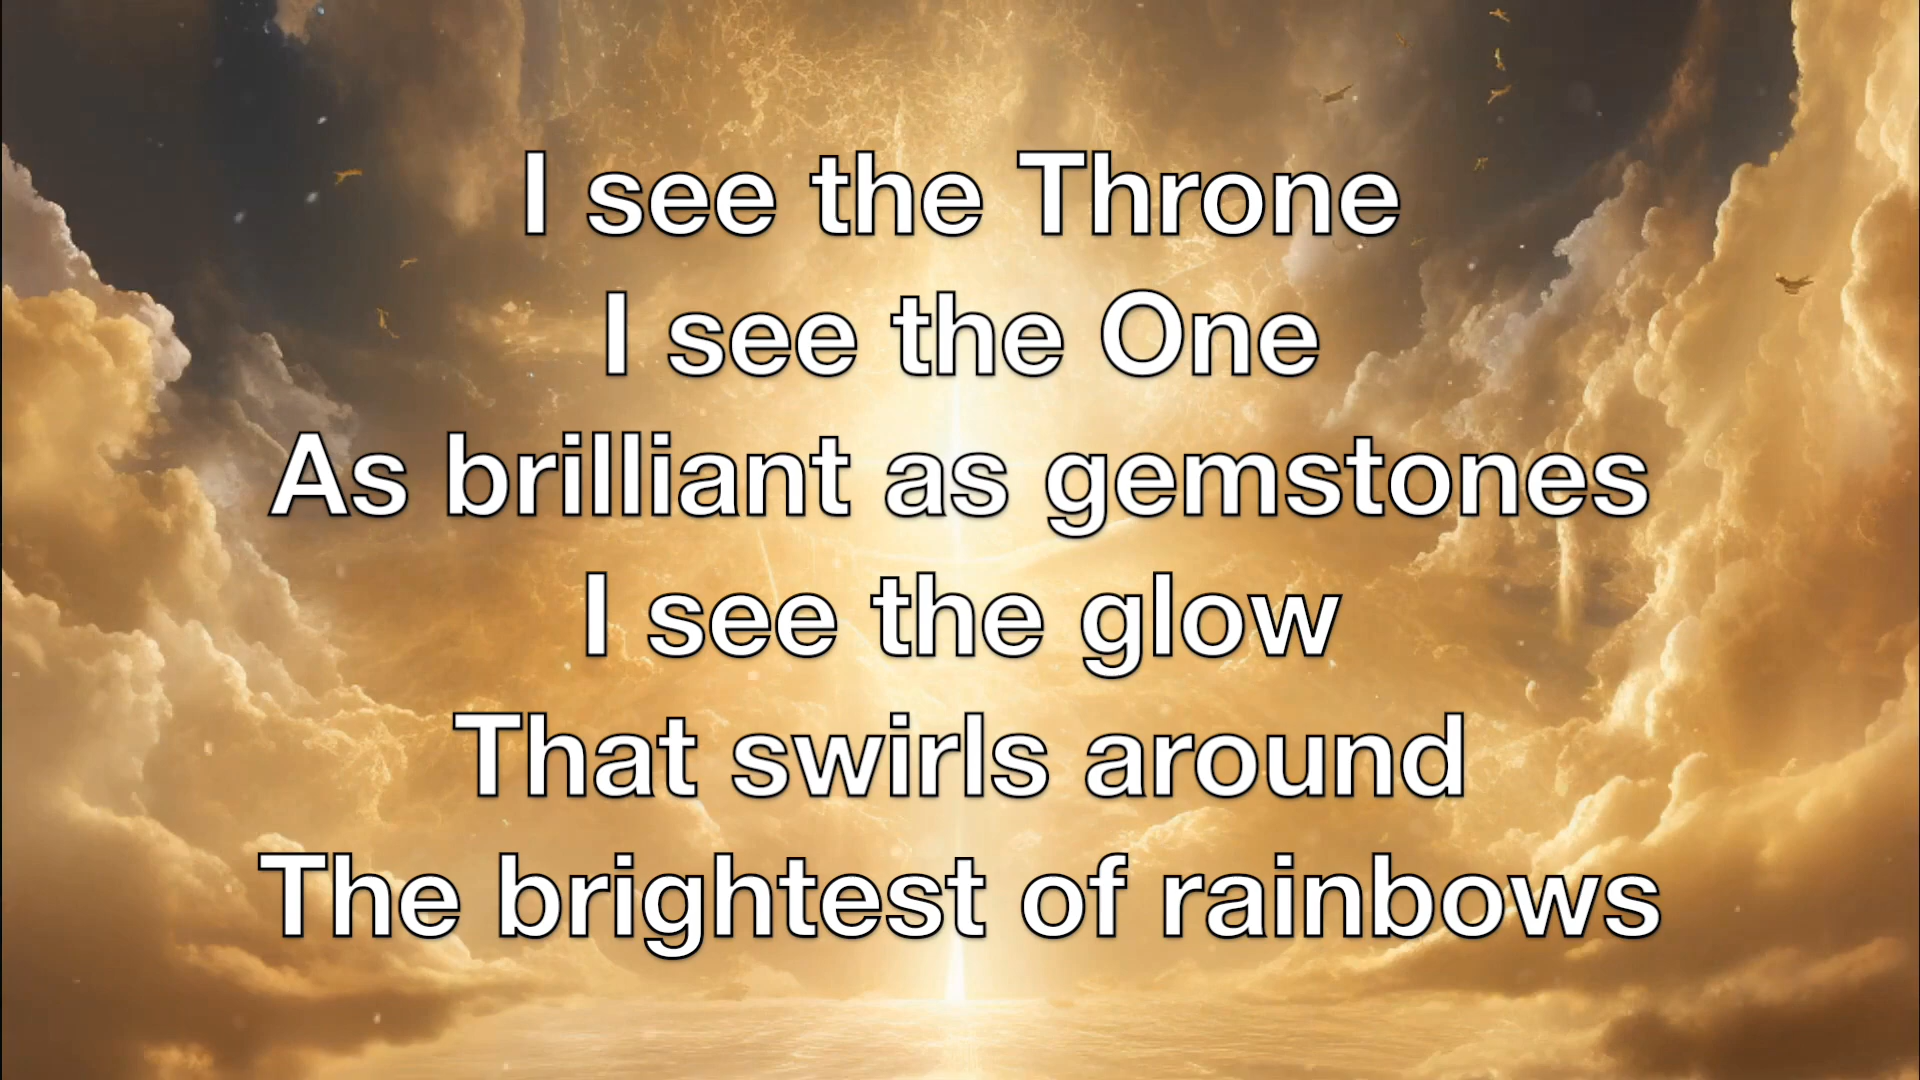 I see the Throne
I see the One
As brilliant as gemstones
I see the glow
That swirls around
The brightest of rainbows